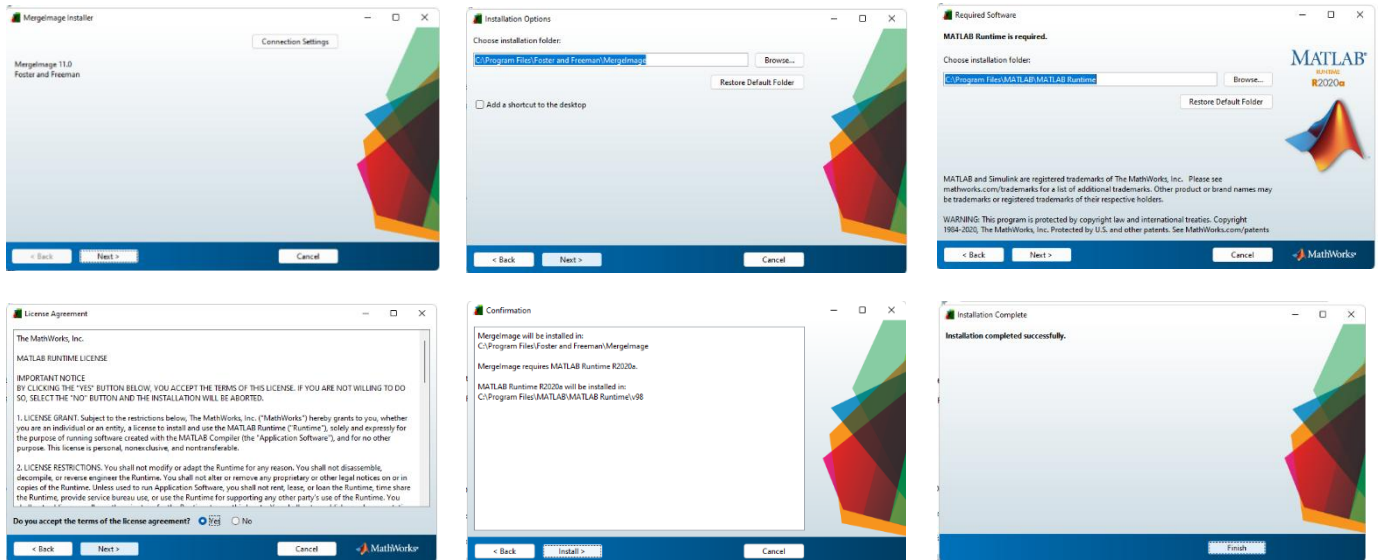 MergeImage Installer
Connection Settings
MergeImage 11.0
Foster and Freeman
< Back
Next >
Cancel
Installation Options
Choose installation folder:
C:\Program Files\Foster and Freeman\MergeImage
Browse...
Restore Default Folder
Add a shortcut to the desktop
< Back
Next >
Cancel
Required Software
MATLAB Runtime is required.
Choose installation folder:
C:\Program Files\MATLAB\MATLAB Runtime
Browse...
Restore Default Folder
MATLAB®
RUNTIME
R2020a
MATLAB and Simulink are registered trademarks of The MathWorks, Inc. Please see
mathworks.com/trademarks for a list of additional trademarks. Other product or brand names may
be trademarks or registered trademarks of their respective holders.
WARNING: This program is protected by copyright law and international treaties. Copyright
1984-2020, The MathWorks, Inc. Protected by U.S. and other patents. See MathWorks.com/patents
< Back
Next >
Cancel
MathWorks®
License Agreement
The MathWorks, Inc.
MATLAB RUNTIME LICENSE
IMPORTANT NOTICE
BY CLICKING THE "YES" BUTTON BELOW, YOU ACCEPT THE TERMS OF THIS LICENSE. IF YOU ARE NOT WILLING TO DO
SO, SELECT THE "NO" BUTTON AND THE INSTALLATION WILL BE ABORTED.
1. LICENSE GRANT. Subject to the restrictions below, The MathWorks, Inc. ("MathWorks") hereby grants to you, whether
you are an individual or an entity, a license to install and use the MATLAB Runtime ("Runtime"), solely and expressly for
the purpose of running software created with the MATLAB Compiler (the "Application Software"), and for no other
purpose. This license is personal, nonexclusive, and nontransferable.
2. LICENSE RESTRICTIONS. You shall not modify or adapt the Runtime for any reason. You shall not disassemble,
decompile, or reverse engineer the Runtime. You shall not alter or remove any proprietary or other legal notices on or in
copies of the Runtime. Unless used to run Application Software, you shall not rent, lease, or loan the Runtime, time share
the Runtime, provide service bureau use, or use the Runtime for supporting any other party's use of the Runtime. You
Do you accept the terms of the license agreement?
Yes
No
< Back
Next >
Cancel
MathWorks®
Confirmation
MergeImage will be installed in:
C:\Program Files\Foster and Freeman\MergeImage
MergeImage requires MATLAB Runtime R2020a.
MATLAB Runtime R2020a will be installed in:
C:\Program Files\MATLAB\MATLAB Runtime\v98
< Back
Install >
Cancel
Installation Complete
Installation completed successfully.
Finish